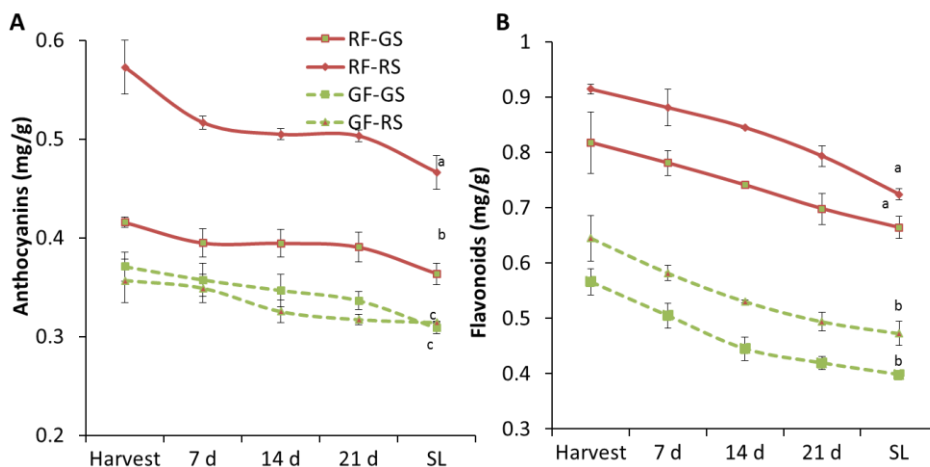 A
Anthocyanins (mg/g)
0.6
0.5
0.4
0.3
0.2
Harvest 7 d 14 d 21 d SL
RF-GS
RF-RS
GF-GS
GF-RS
a
b
c
c
B
Flavonoids (mg/g)
1
0.9
0.8
0.7
0.6
0.5
0.4
0.3
Harvest 7 d 14 d 21 d SL
a
a
b
b